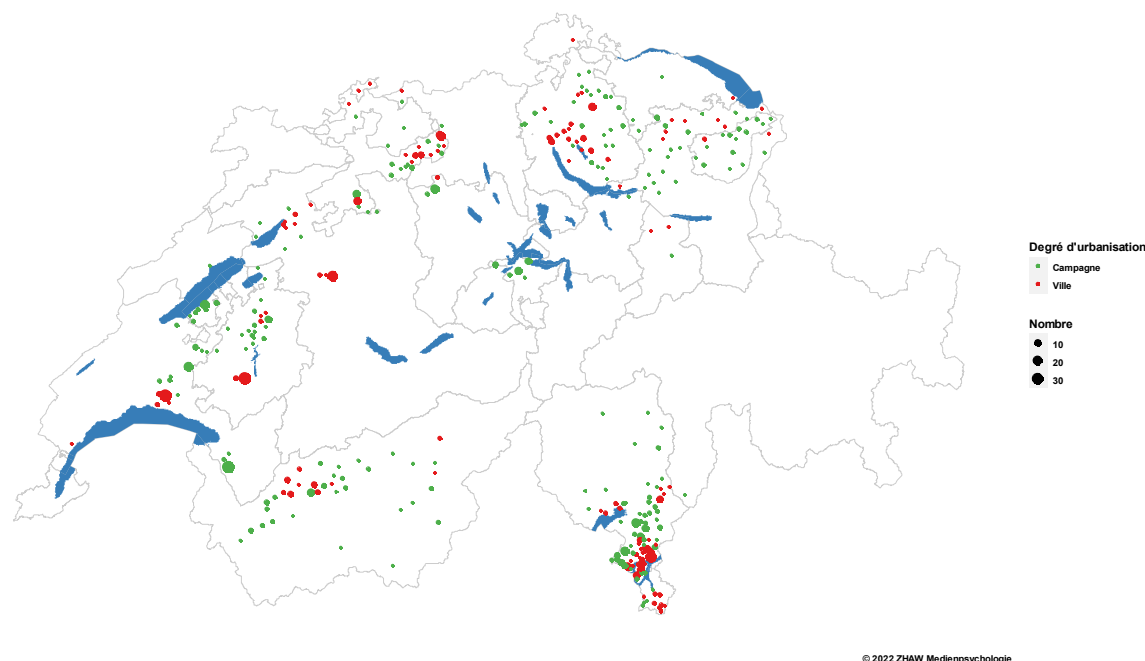 Degré d'urbanisation
Campagne
Ville
Nombre
10
20
30
© 2022 ZHAW Medienpsychologie